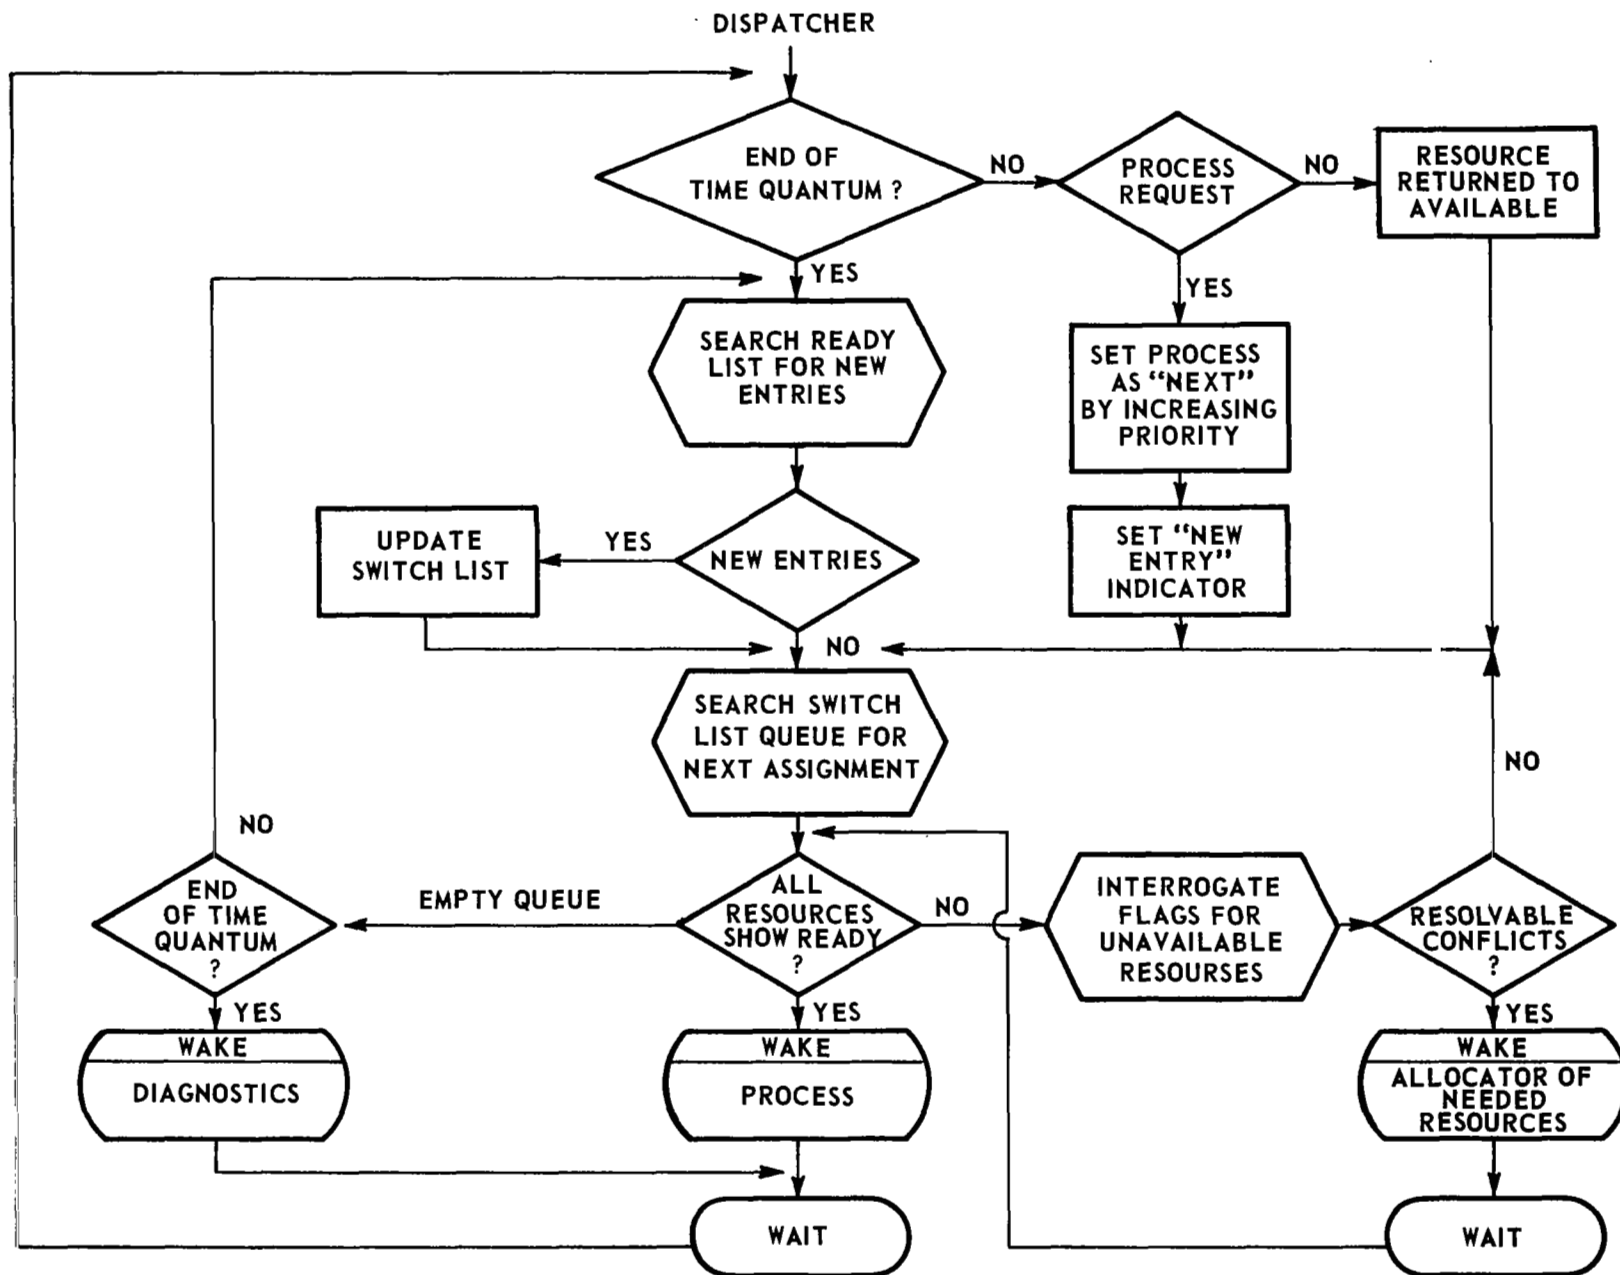 DISPATCHER
END OF
TIME QUANTUM ?
NO
PROCESS
REQUEST
NO
RESOURCE
RETURNED TO
AVAILABLE
YES
YES
SEARCH READY
LIST FOR NEW
ENTRIES
SET PROCESS
AS “NEXT”
BY INCREASING
PRIORITY
UPDATE
SWITCH LIST
YES
NEW ENTRIES
SET “NEW
ENTRY”
INDICATOR
NO
SEARCH SWITCH
LIST QUEUE FOR
NEXT ASSIGNMENT
NO
NO
END
OF TIME
QUANTUM
?
EMPTY QUEUE
ALL
RESOURCES
SHOW READY
?
NO
INTERROGATE
FLAGS FOR
UNAVAILABLE
RESOURSES
RESOLVABLE
CONFLICTS
?
YES
YES
YES
WAKE
DIAGNOSTICS
WAKE
PROCESS
WAKE
ALLOCATOR OF
NEEDED
RESOURCES
WAIT
WAIT